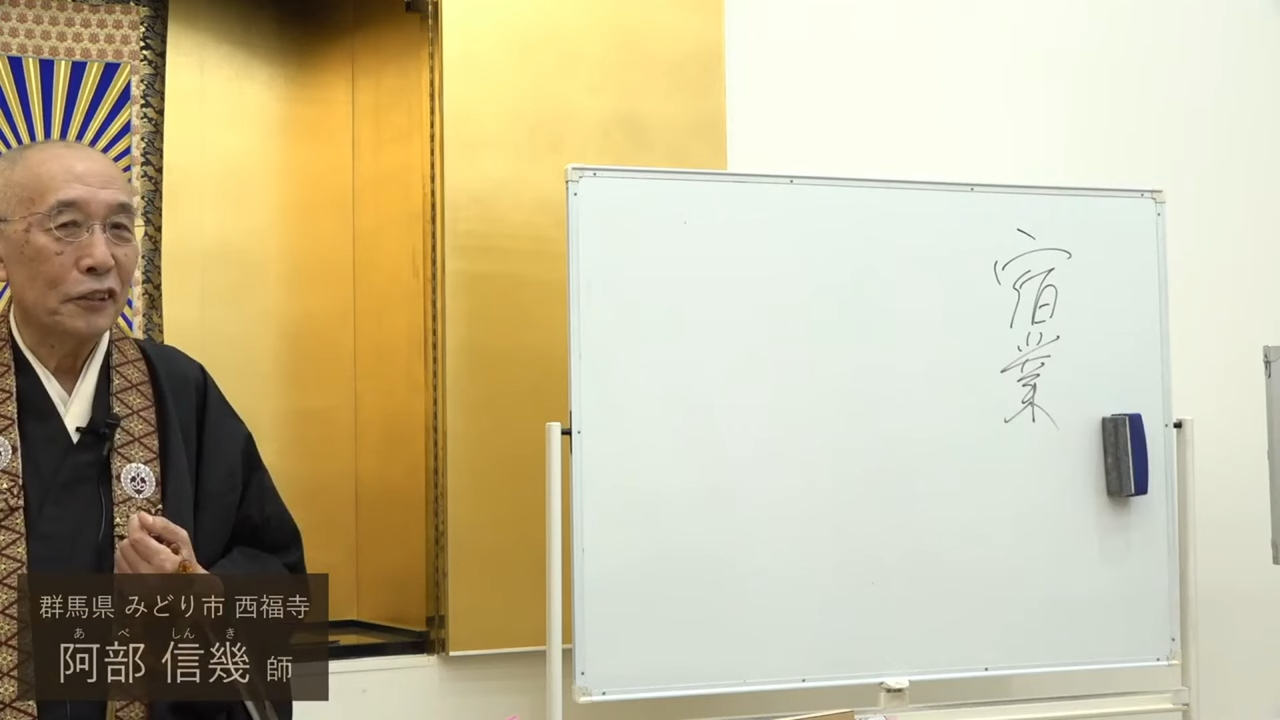 宿業
群馬県 みどり市 西福寺
あべ しんき
阿部 信幾 師